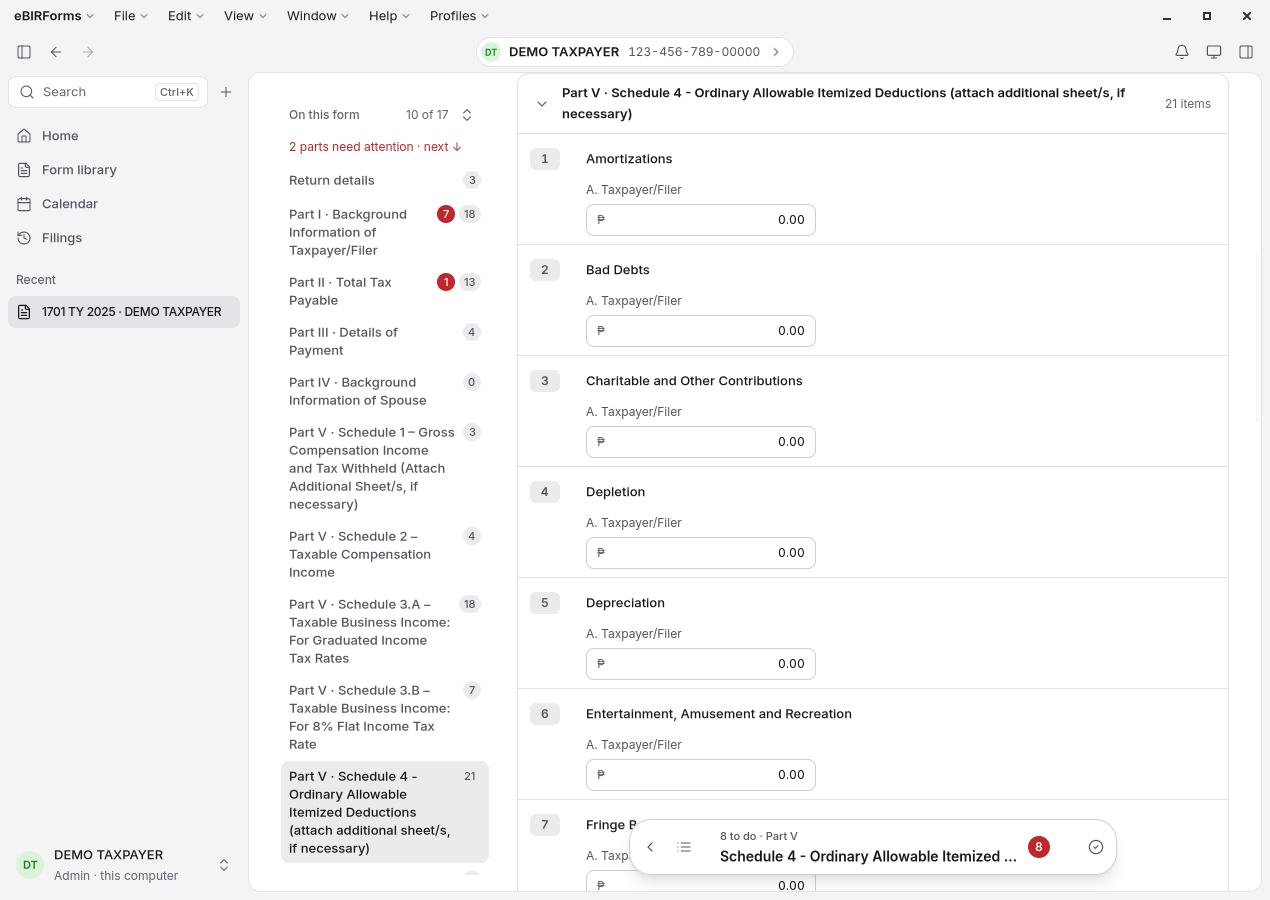 eBIRForms File Edit View Window Help Profiles
DT DEMO TAXPAYER 123-456-789-00000
Search Ctrl+K
Home
Form library
Calendar
Filings
Recent
1701 TY 2025 · DEMO TAXPAYER
DT DEMO TAXPAYER
Admin · this computer
On this form 10 of 17
2 parts need attention · next ↓
Return details 3
Part I · Background 7 18
Information of
Taxpayer/Filer
Part II · Total Tax 1 13
Payable
Part III · Details of 4
Payment
Part IV · Background 0
Information of Spouse
Part V · Schedule 1 – Gross 3
Compensation Income
and Tax Withheld (Attach
Additional Sheet/s, if
necessary)
Part V · Schedule 2 – 4
Taxable Compensation
Income
Part V · Schedule 3.A – 18
Taxable Business Income:
For Graduated Income
Tax Rates
Part V · Schedule 3.B – 7
Taxable Business Income:
For 8% Flat Income Tax
Rate
Part V · Schedule 4 - 21
Ordinary Allowable
Itemized Deductions
(attach additional sheet/s,
if necessary)
Part V · Schedule 4 - Ordinary Allowable Itemized Deductions (attach additional sheet/s, if
necessary)
21 items
1 Amortizations
A. Taxpayer/Filer
₱ 0.00
2 Bad Debts
A. Taxpayer/Filer
₱ 0.00
3 Charitable and Other Contributions
A. Taxpayer/Filer
₱ 0.00
4 Depletion
A. Taxpayer/Filer
₱ 0.00
5 Depreciation
A. Taxpayer/Filer
₱ 0.00
6 Entertainment, Amusement and Recreation
A. Taxpayer/Filer
₱ 0.00
7 Fringe
A.
₱ 0.00
8 to do · Part V
Schedule 4 - Ordinary Allowable Itemized ... 8